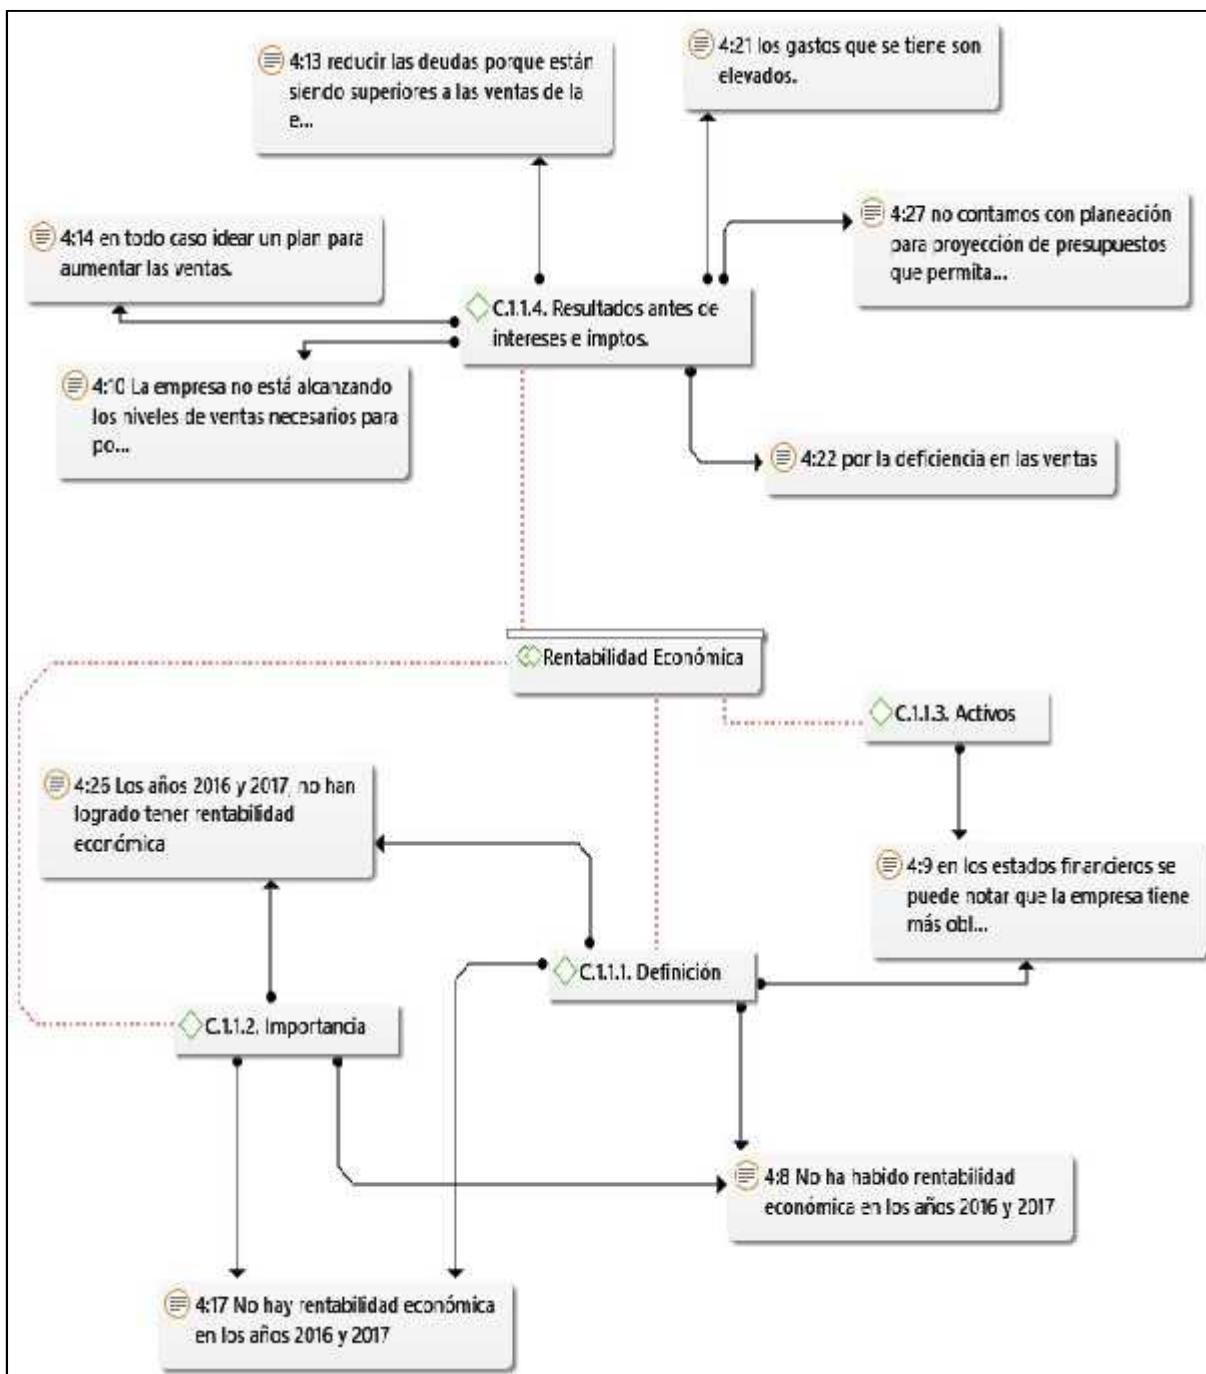 4:13 reducir las deudas porque están
siendo superiores a las ventas de la
e...
4:21 los gastos que se tiene son
elevados.
4:27 no contamos con planeación
para proyección de presupuestos
que permita...
4:14 en todo caso idear un plan para
aumentar las ventas.
C.1.1.4. Resultados antes de
intereses e imptos.
4:10 La empresa no está alcanzando
los niveles de ventas necesarios para
po...
4:22 por la deficiencia en las ventas
Rentabilidad Económica
C.1.1.3. Activos
4:26 Los años 2016 y 2017, no han
logrado tener rentabilidad
económica
4:9 en los estados financieros se
puede notar que la empresa tiene
más obl...
C.1.1.1. Definición
C.1.1.2. Importancia
4:8 No ha habido rentabilidad
económica en los años 2016 y 2017
4:17 No hay rentabilidad económica
en los años 2016 y 2017